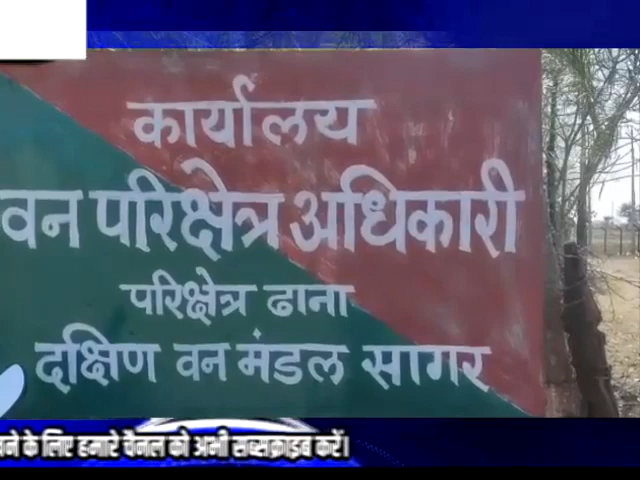 कार्यालय
वन परिक्षेत्र अधिकारी
परिक्षेत्र ढाना
दक्षिण वन मंडल सागर
के लिए हमारे चैनल को अभी सब्सक्राइब करें।